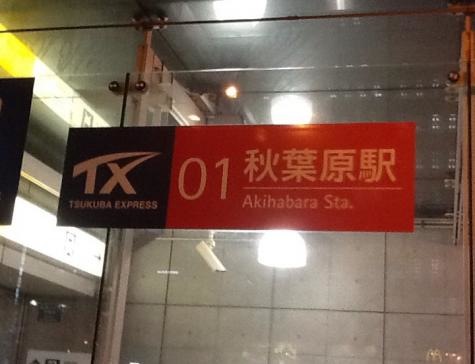 TX
TSUKUBA EXPRESS
01
秋葉原駅
Akihabara Sta.